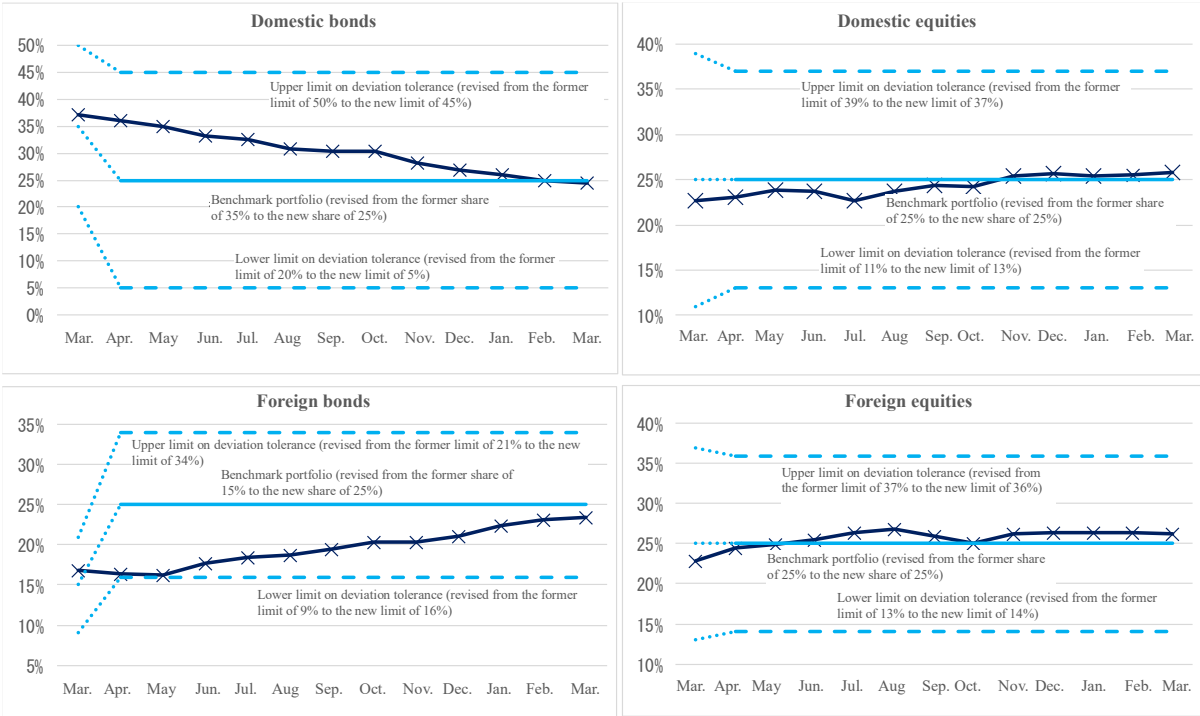 Domestic bonds
50%
45%
40%
35%
30%
25%
20%
15%
10%
5%
0%
Upper limit on deviation tolerance (revised from the former
limit of 50% to the new limit of 45%)
Benchmark portfolio (revised from the former share
of 35% to the new share of 25%)
Lower limit on deviation tolerance (revised from the former
limit of 20% to the new limit of 5%)
Mar. Apr. May Jun. Jul. Aug Sep. Oct. Nov. Dec. Jan. Feb. Mar.
Domestic equities
40%
35%
30%
25%
20%
15%
10%
Upper limit on deviation tolerance (revised from the former
limit of 39% to the new limit of 37%)
Benchmark portfolio (revised from the former share
of 25% to the new share of 25%)
Lower limit on deviation tolerance (revised from the former
limit of 11% to the new limit of 13%)
Mar. Apr. May Jun. Jul. Aug Sep. Oct. Nov. Dec. Jan. Feb. Mar.
Foreign bonds
35%
30%
25%
20%
15%
10%
5%
Upper limit on deviation tolerance (revised from the former limit of 21% to the new
limit of 34%)
Benchmark portfolio (revised from the former share of
15% to the new share of 25%)
Lower limit on deviation tolerance (revised from the former
limit of 9% to the new limit of 16%)
Mar. Apr. May Jun. Jul. Aug Sep. Oct. Nov. Dec. Jan. Feb. Mar.
Foreign equities
40%
35%
30%
25%
20%
15%
10%
Upper limit on deviation tolerance (revised from
the former limit of 37% to the new limit of 36%)
Benchmark portfolio (revised from the former share
of 25% to the new share of 25%)
Lower limit on deviation tolerance (revised from the former
limit of 13% to the new limit of 14%)
Mar. Apr. May Jun. Jul. Aug Sep. Oct. Nov. Dec. Jan. Feb. Mar.